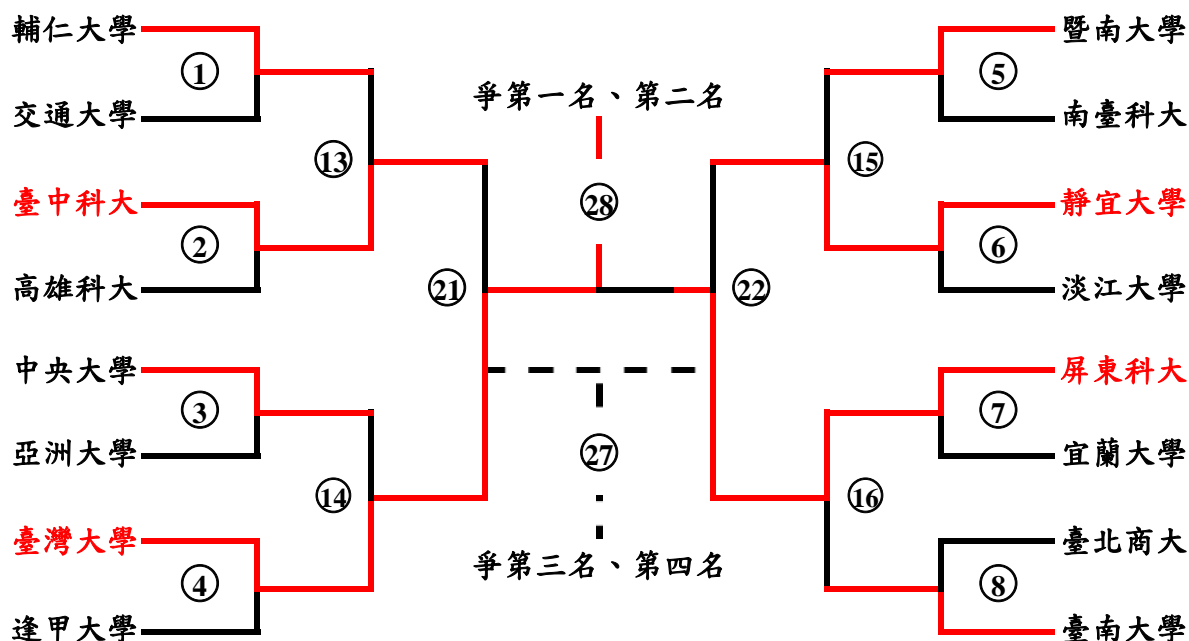 輔仁大學
①
交通大學
⑬
臺中科大
②
高雄科大
㉑
中央大學
③
亞洲大學
⑭
臺灣大學
④
逢甲大學
爭第一名、第二名
㉘
㉗
爭第三名、第四名
暨南大學
⑤
南臺科大
⑮
靜宜大學
⑥
淡江大學
㉒
屏東科大
⑦
宜蘭大學
⑯
臺北商大
⑧
臺南大學